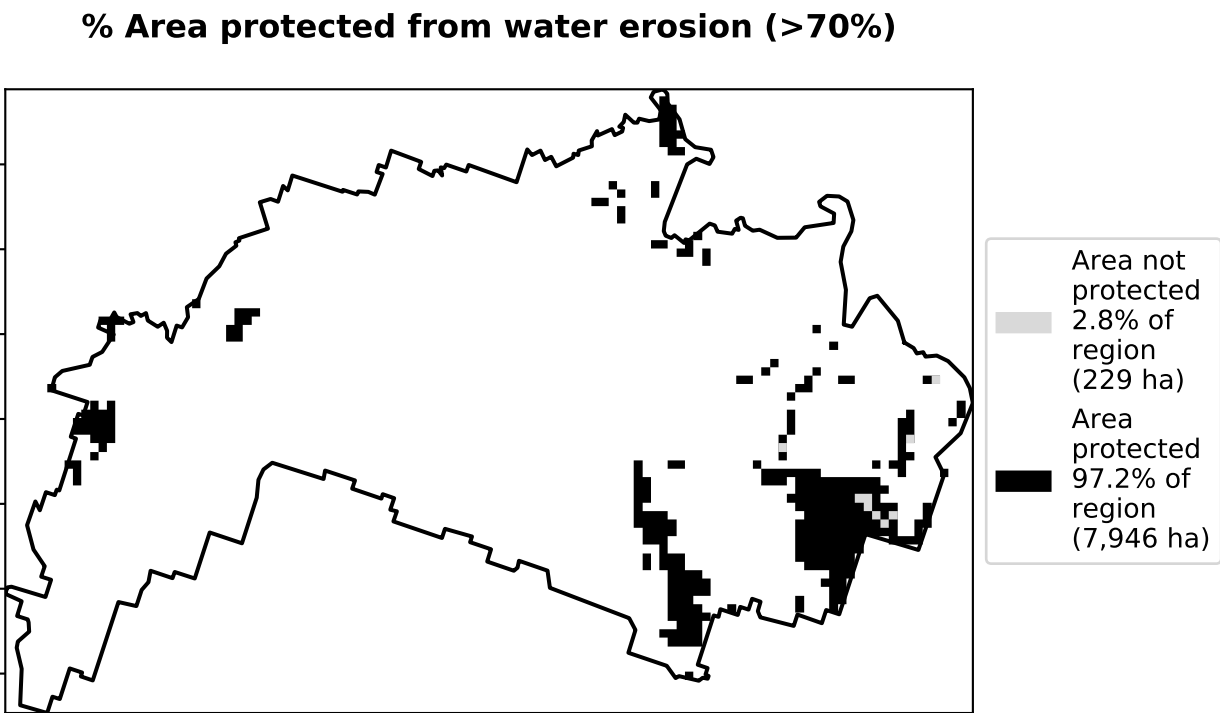 % Area protected from water erosion (>70%)
Area not
protected
2.8% of
region
(229 ha)
Area
protected
97.2% of
region
(7,946 ha)